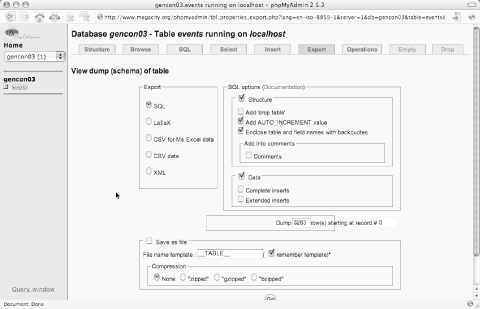 gencon03.events running on localhost - phpMyAdmin 2.5.3
http://www.megacity.org/phpmyadmin/tbl_properties_export.php?lang=en-iso-8859-1&server=1&db=gencon03&table=events
Home
gencon03 (1)
gencon03
events
Query window
Database gencon03 - Table events running on localhost
Structure Browse SQL Select Insert Export Operations Empty Drop
View dump (schema) of table
Export
SQL
LaTeX
CSV for Ms Excel data
CSV data
XML
SQL options (Documentation)
Structure
Add 'drop table'
Add AUTO_INCREMENT value
Enclose table and field names with backquotes
Add into comments
Comments
Data
Complete inserts
Extended inserts
Dump 3283 row(s) starting at record # 0
Save as file
File name template : __TABLE__ ( remember template)*
Compression
None "zipped" "gzipped" "bzipped"
Go
Document: Done